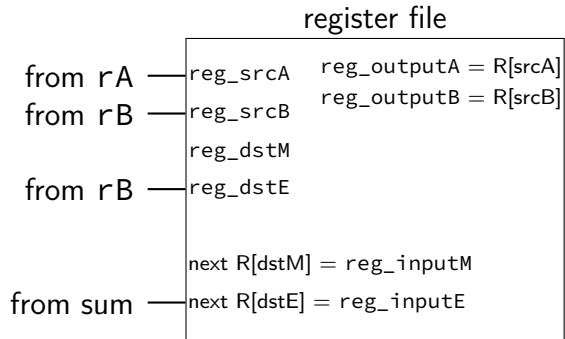 register file
from rA reg_srcA reg_outputA = R[srcA]
from rB reg_srcB reg_outputB = R[srcB]
reg_dstM
from rB reg_dstE
next R[dstM] = reg_inputM
from sum next R[dstE] = reg_inputE